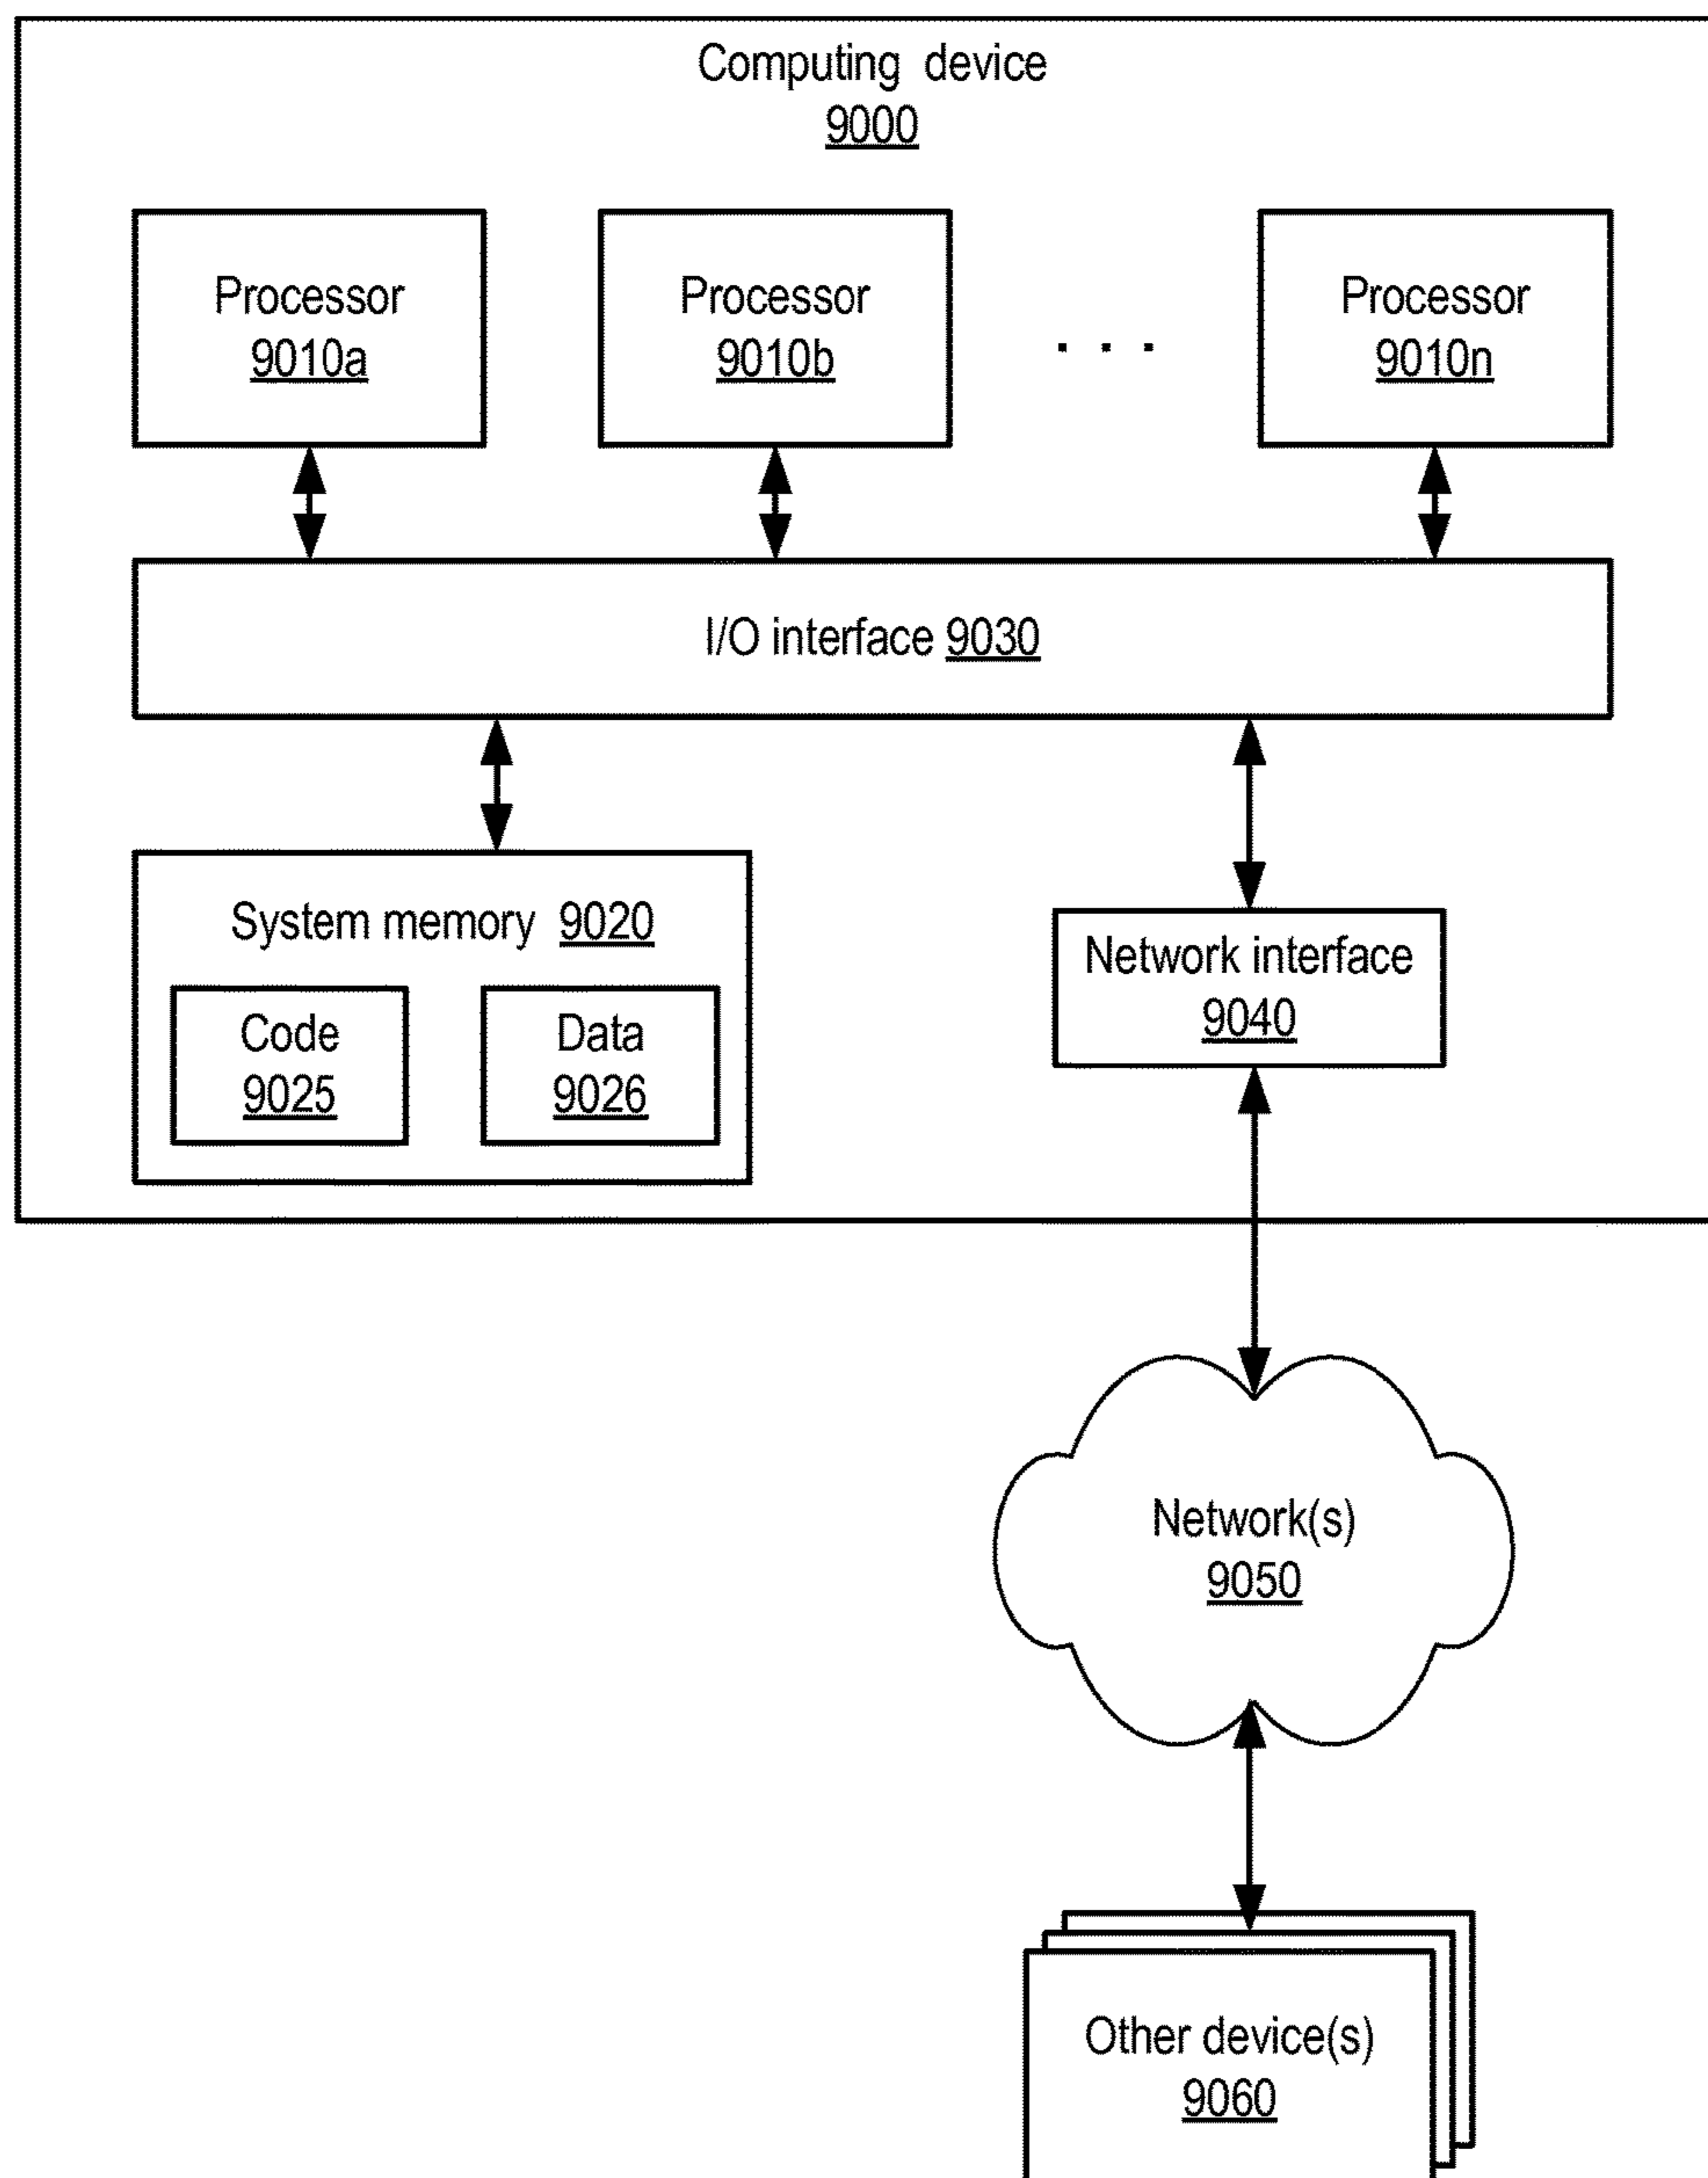 Computing device
9000
Processor
9010a
Processor
9010b
. . .
Processor
9010n
I/O interface 9030
System memory 9020
Code
9025
Data
9026
Network interface
9040
Network(s)
9050
Other device(s)
9060